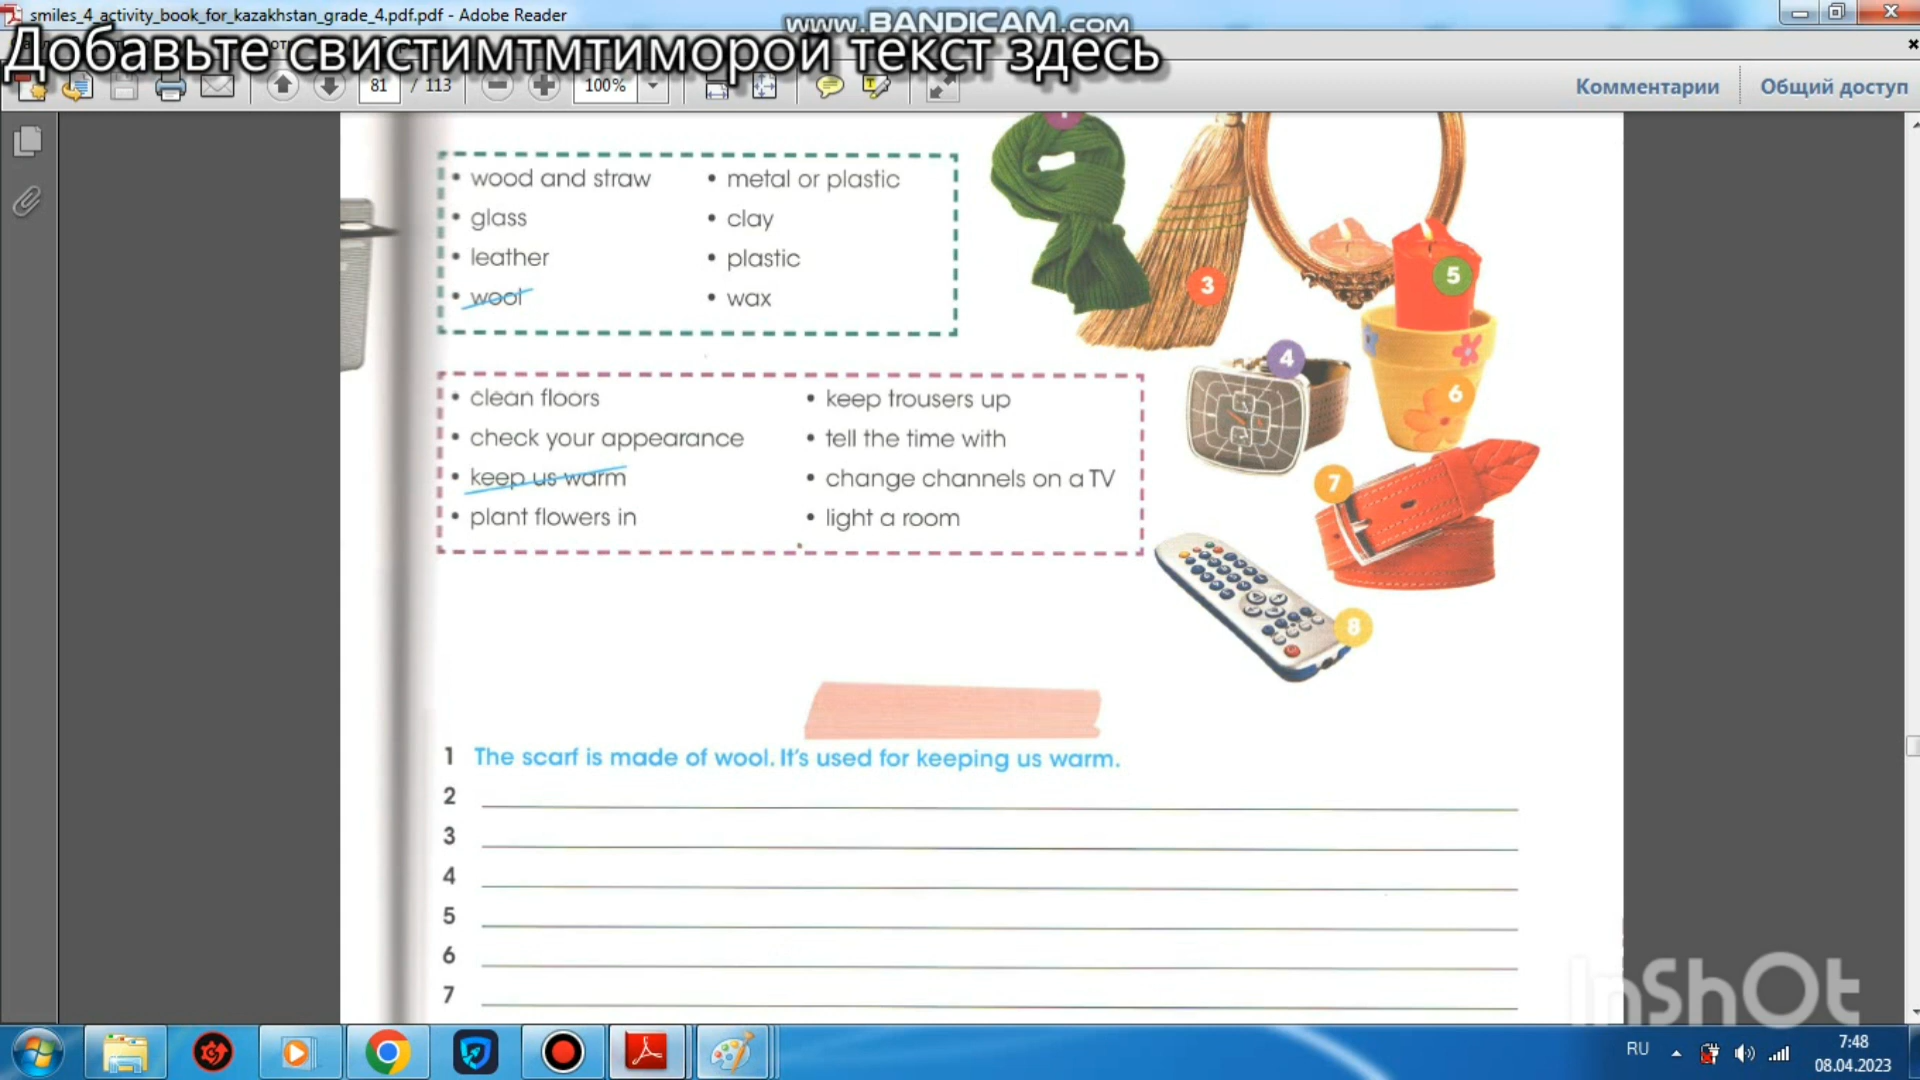 smiles_4_activity_book_for_kazakhstan_grade_4.pdf.pdf - Adobe Reader
www.BANDICAM.com
Добавьте свистимтмтиморой текст здесь
81 / 113 100% Комментарии Общий доступ
• wood and straw • metal or plastic
• glass • clay
• leather • plastic
• wool • wax
3
5
4
6
• clean floors • keep trousers up
• check your appearance • tell the time with
• keep us warm • change channels on a TV
• plant flowers in • light a room
7
8
1 The scarf is made of wool. It's used for keeping us warm.
2
3
4
5
6
7
InShOt
RU 7:48
08.04.2023